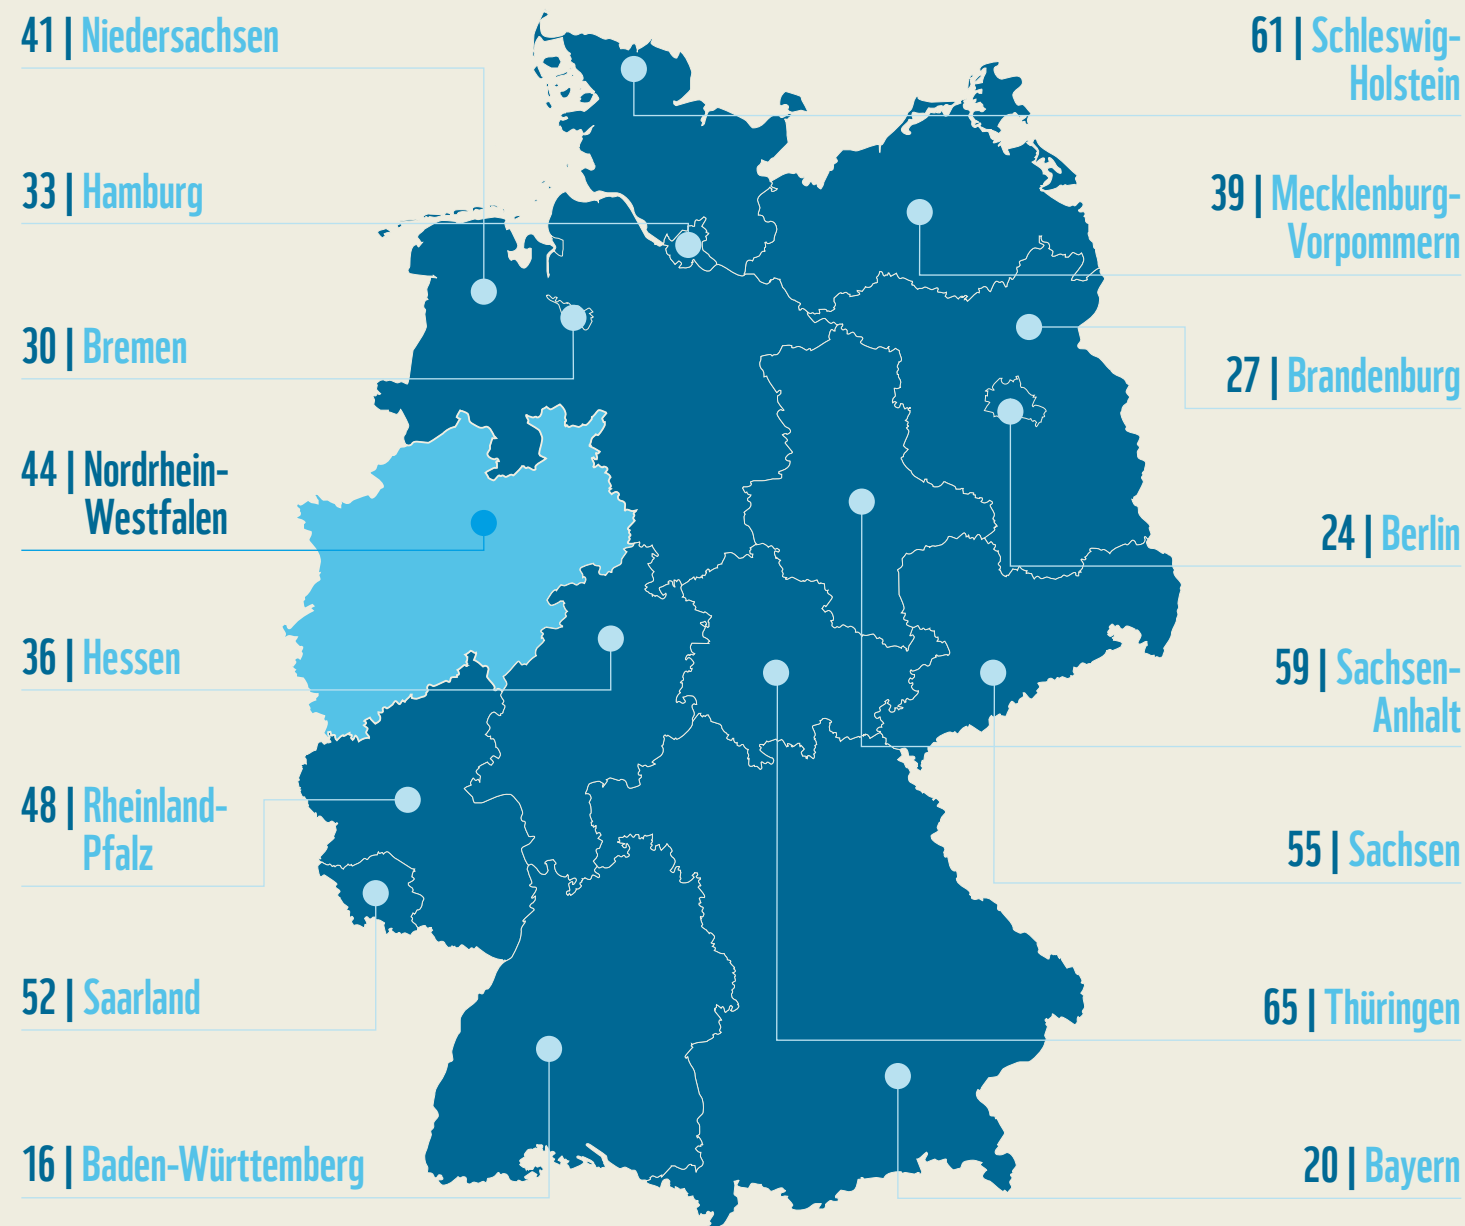 41 | Niedersachsen
33 | Hamburg
30 | Bremen
44 | Nordrhein-
Westfalen
36 | Hessen
48 | Rheinland-
Pfalz
52 | Saarland
16 | Baden-Württemberg
61 | Schleswig-
Holstein
39 | Mecklenburg-
Vorpommern
27 | Brandenburg
24 | Berlin
59 | Sachsen-
Anhalt
55 | Sachsen
65 | Thüringen
20 | Bayern